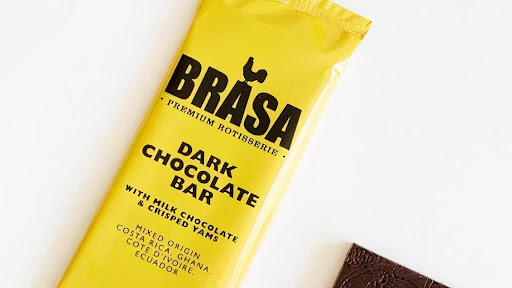 BRASA
· PREMIUM ROTISSERIE ·
DARK
CHOCOLATE
BAR
WITH MILK CHOCOLATE
& CRISPED YAMS
MIXED ORIGIN
COSTA RICA, GHANA,
COTE D'IVOIRE,
ECUADOR